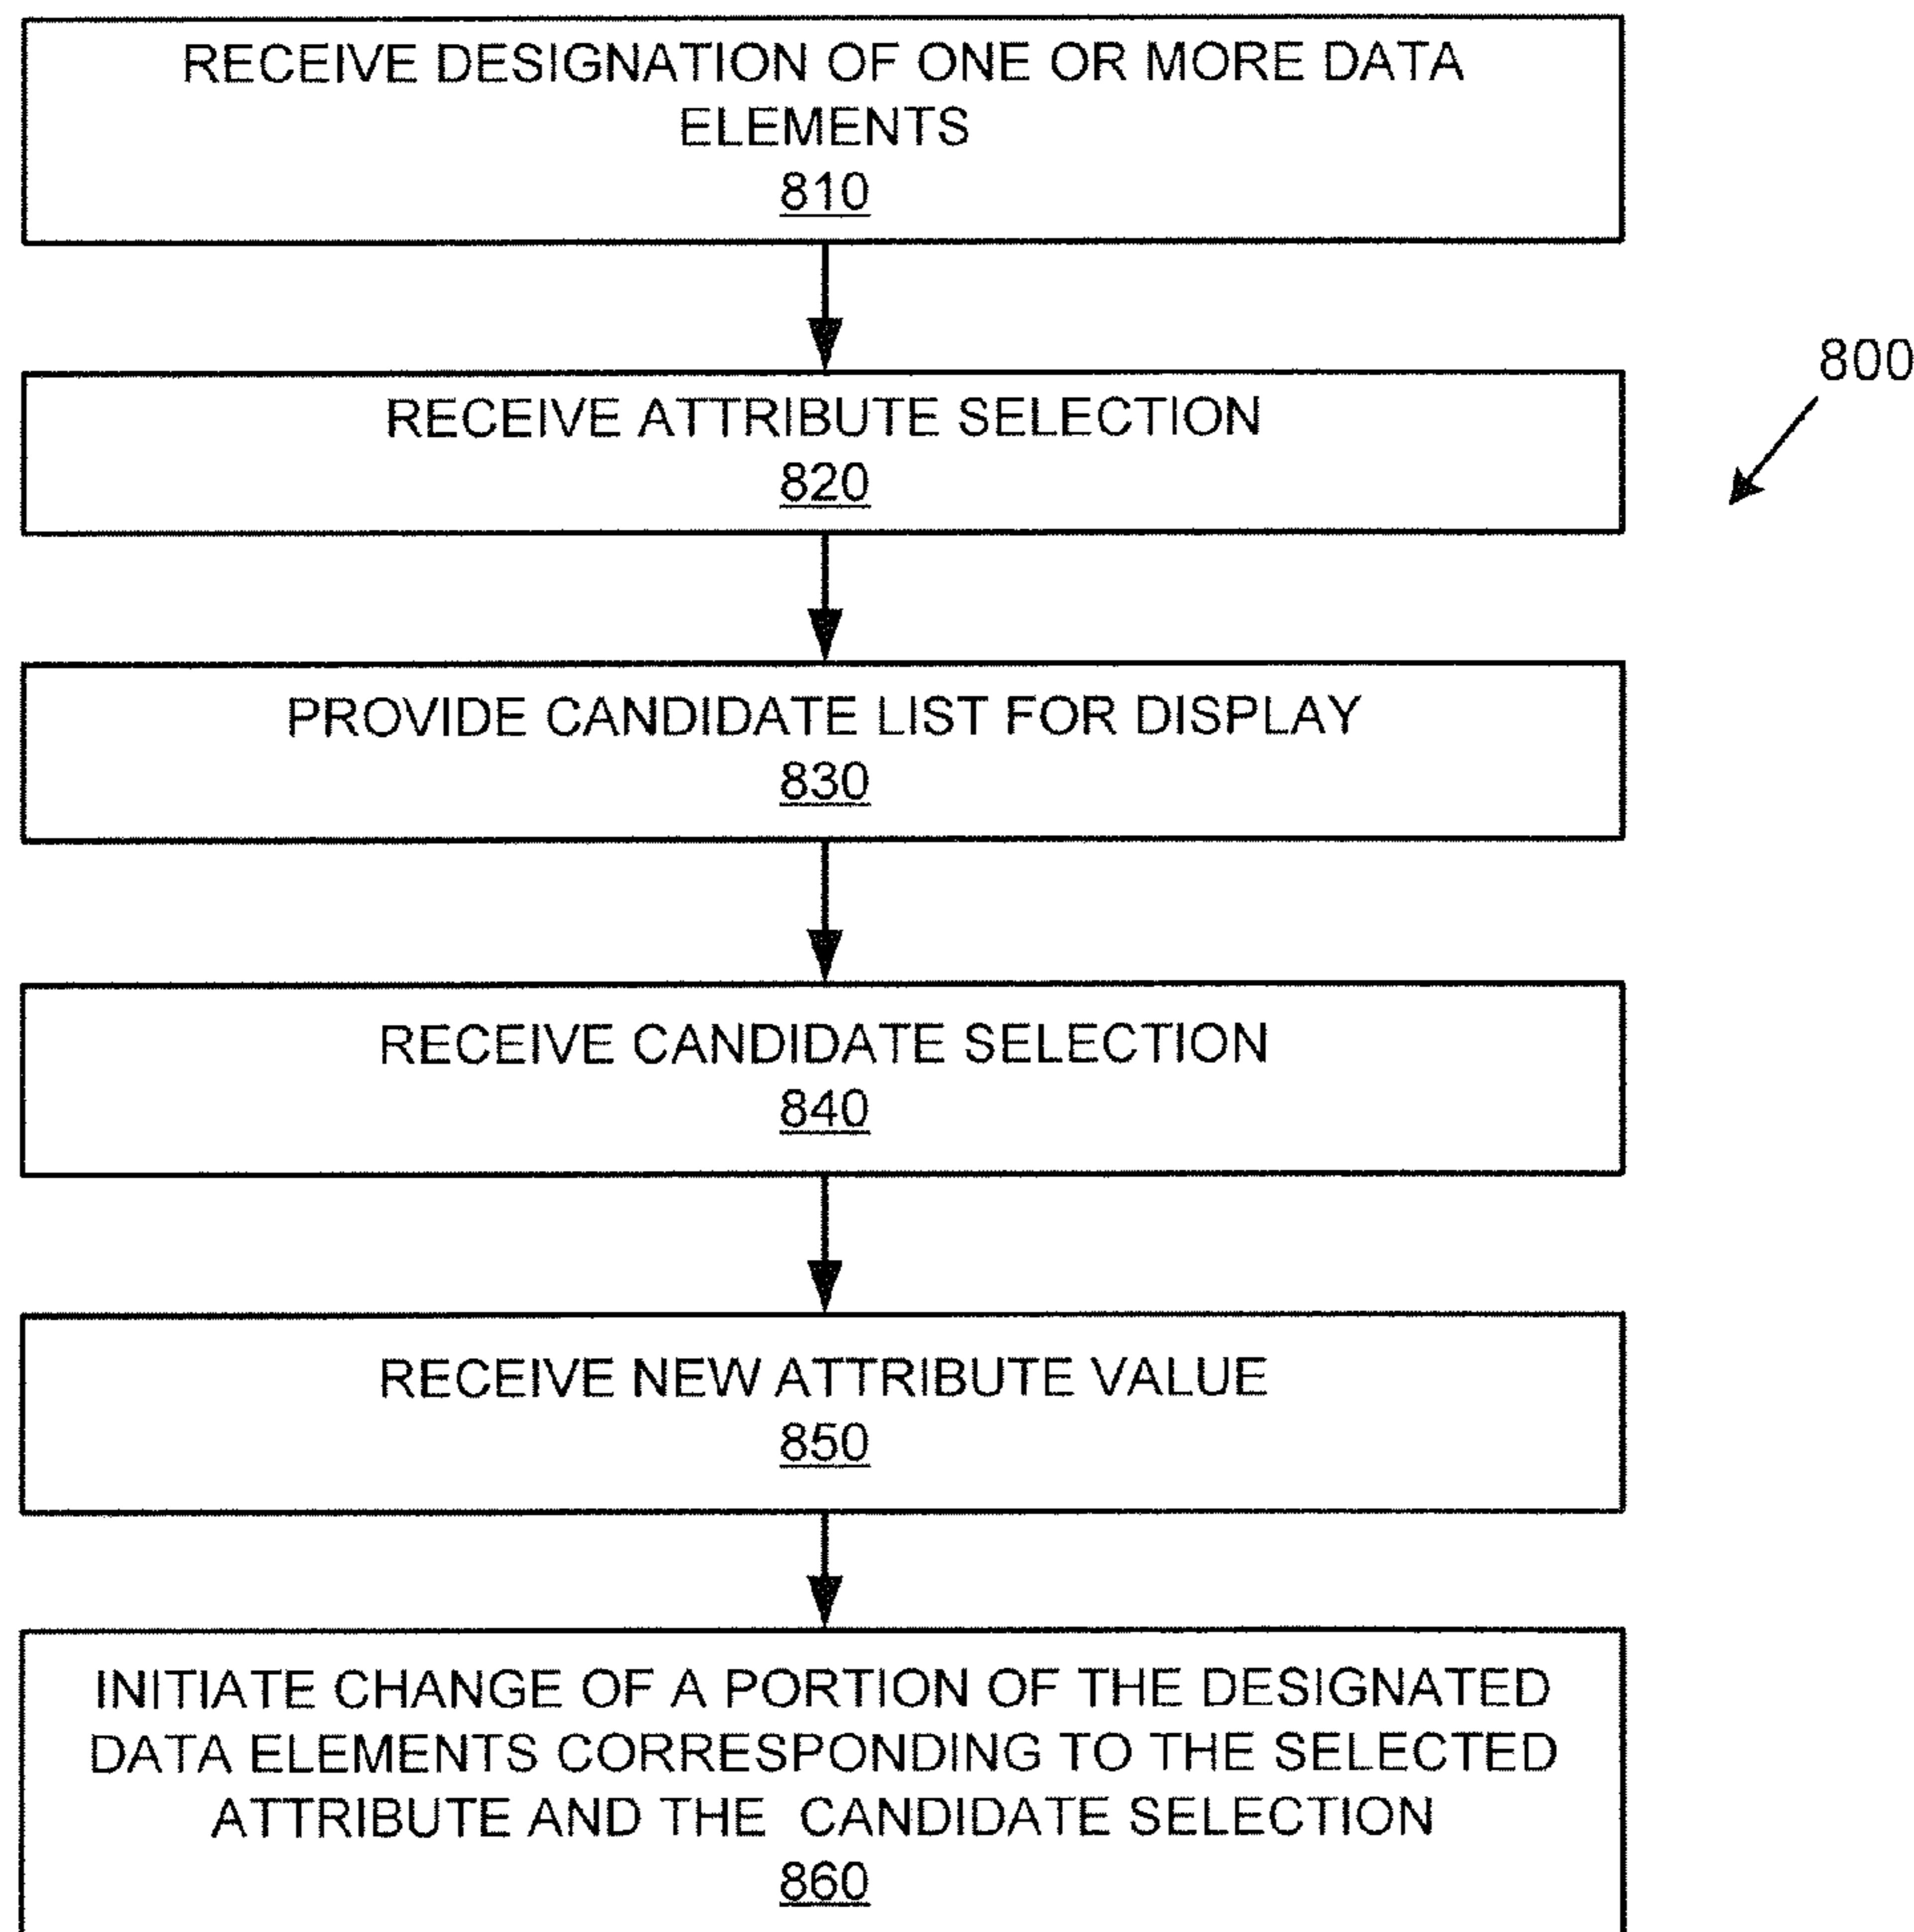 RECEIVE DESIGNATION OF ONE OR MORE DATA
ELEMENTS
810
800
RECEIVE ATTRIBUTE SELECTION
820
PROVIDE CANDIDATE LIST FOR DISPLAY
830
RECEIVE CANDIDATE SELECTION
840
RECEIVE NEW ATTRIBUTE VALUE
850
INITIATE CHANGE OF A PORTION OF THE DESIGNATED
DATA ELEMENTS CORRESPONDING TO THE SELECTED
ATTRIBUTE AND THE CANDIDATE SELECTION
860